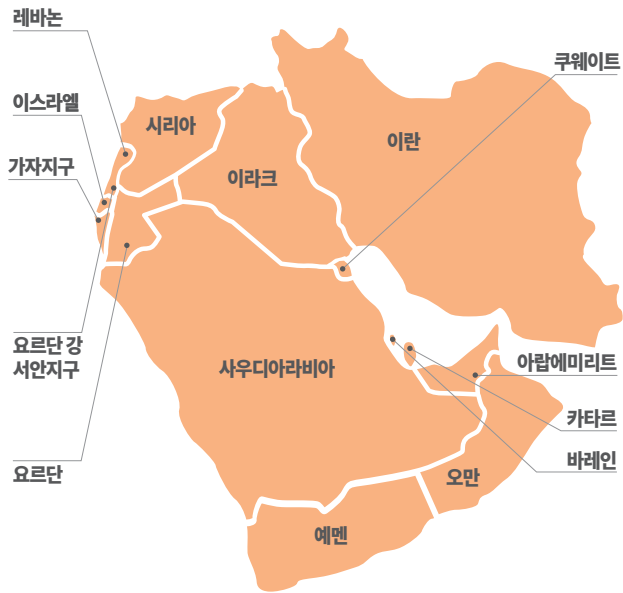 레바논
쿠웨이트
이스라엘
시리아
이란
가자지구
이라크
요르단 강
서안지구
사우디아라비아
아랍에미리트
카타르
바레인
요르단
오만
예멘